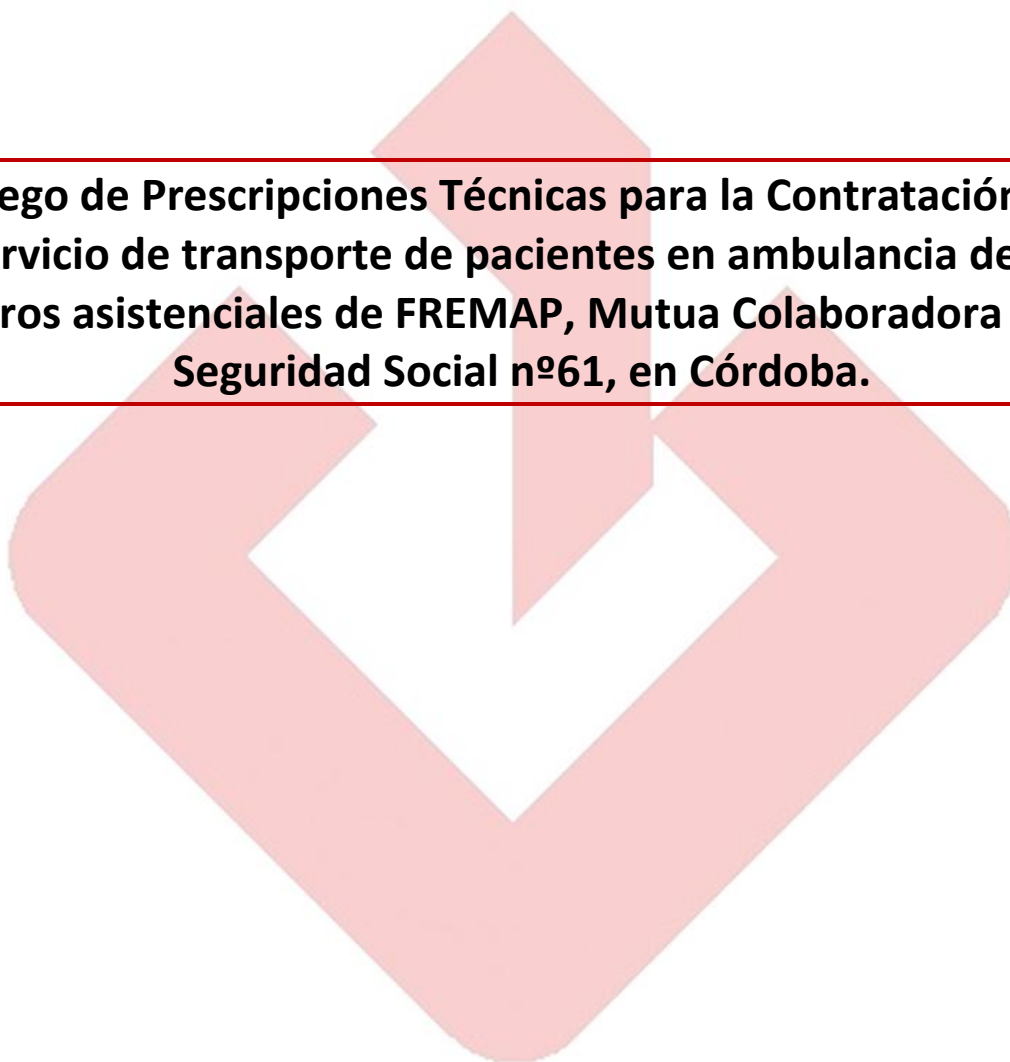 ego de Prescripciones Técnicas para la Contratación
rvicio de transporte de pacientes en ambulancia de
ros asistenciales de FREMAP, Mutua Colaboradora
Seguridad Social nº61, en Córdoba.